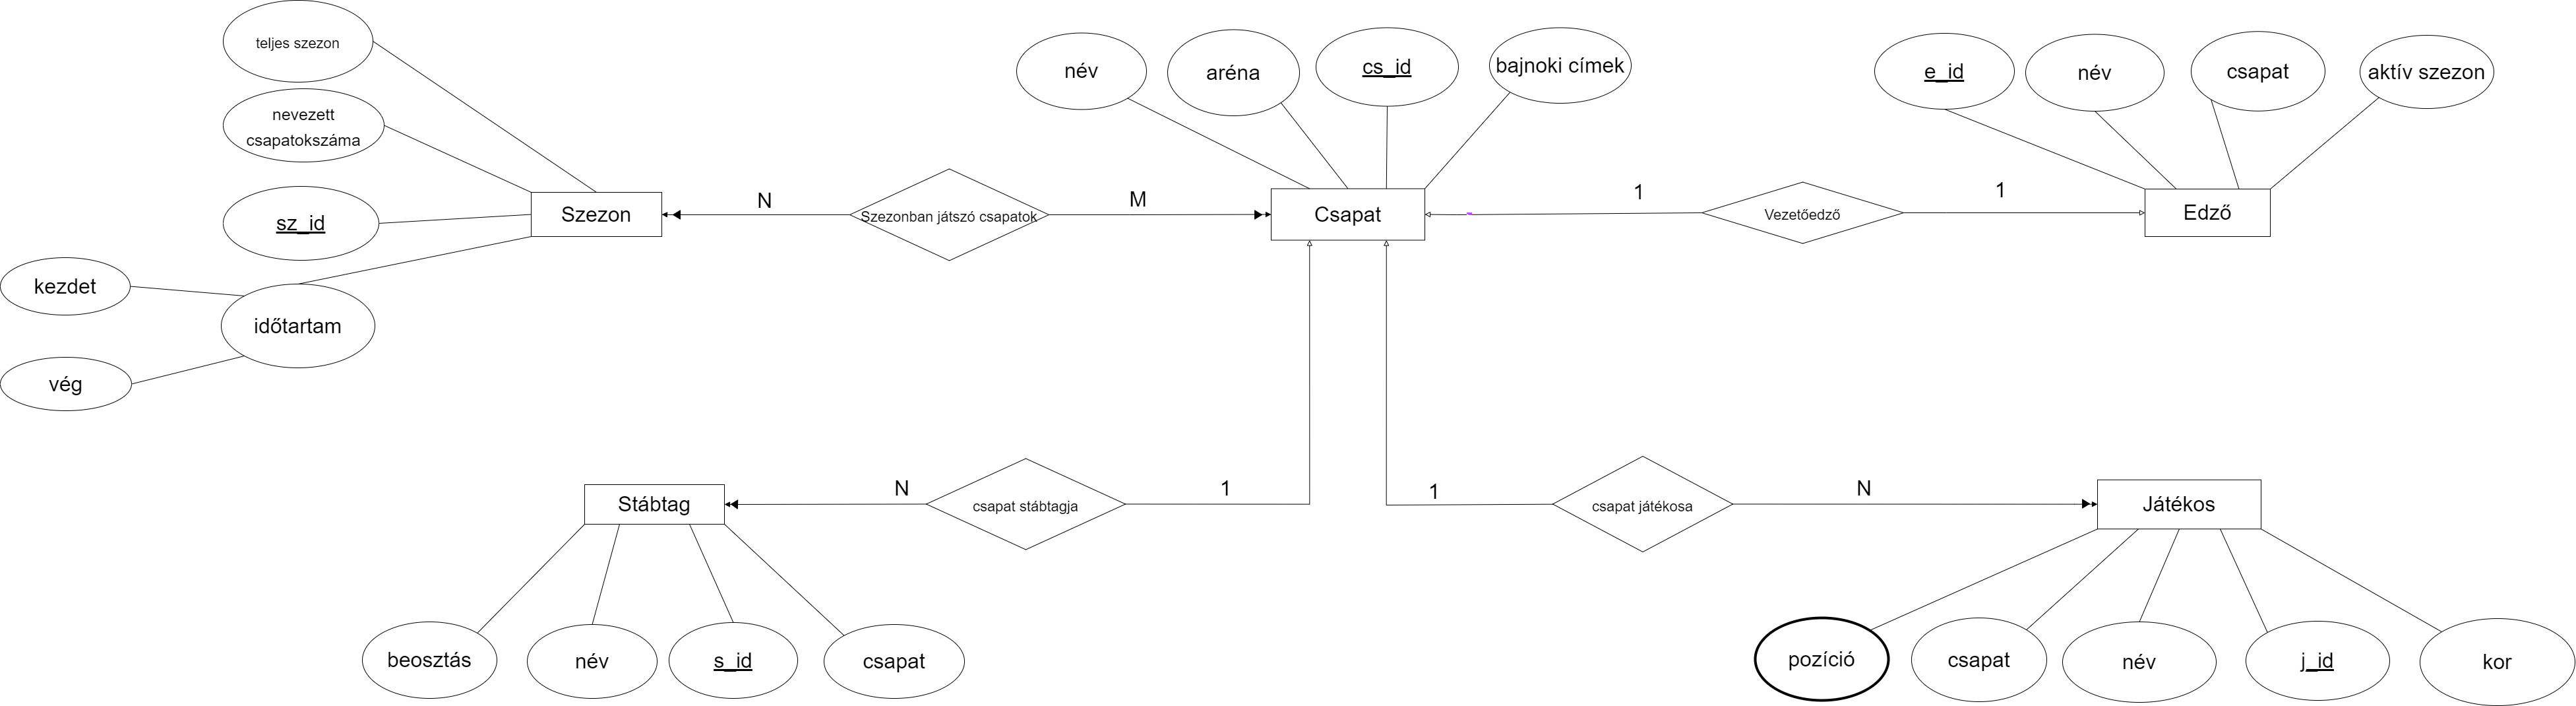 teljes szezon
nevezett
csapatokszáma
sz_id
kezdet
időtartam
vég
Szezon
N
Szezonban játszó csapatok
M
név
aréna
cs_id
bajnoki címek
Csapat
1
Vezetőedző
1
e_id
név
csapat
aktív szezon
Edző
Stábtag
N
csapat stábtagja
1
beosztás
név
s_id
csapat
1
csapat játékosa
N
Játékos
pozíció
csapat
név
j_id
kor